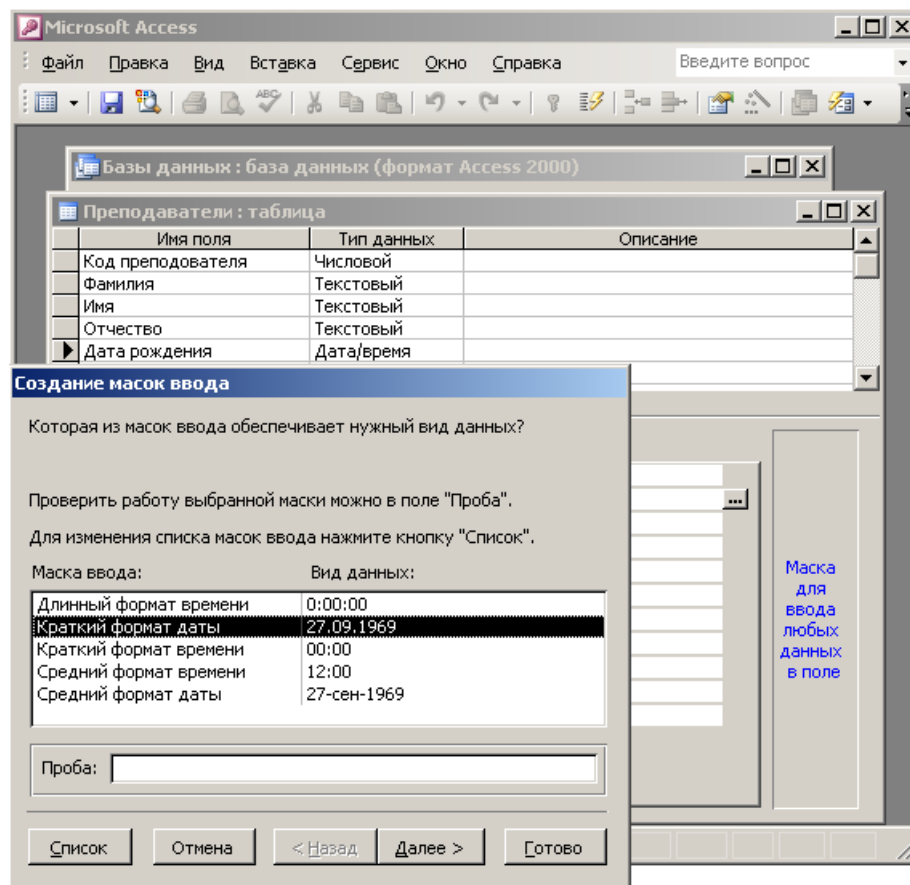 Microsoft Access
Файл Правка Вид Вставка Сервис Окно Справка Введите вопрос
ABC
Базы данных : база данных (формат Access 2000)
Преподаватели : таблица
Имя поля Тип данных Описание
Код преподователя Числовой
Фамилия Текстовый
Имя Текстовый
Отчество Текстовый
Дата рождения Дата/время
Создание масок ввода
Которая из масок ввода обеспечивает нужный вид данных?
Проверить работу выбранной маски можно в поле "Проба".
Для изменения списка масок ввода нажмите кнопку "Список".
Маска ввода: Вид данных:
Длинный формат времени 0:00:00
Краткий формат даты 27.09.1969
Краткий формат времени 00:00
Средний формат времени 12:00
Средний формат даты 27-сен-1969
Проба:
Список Отмена < Назад Далее > Готово
...
Маска
для
ввода
любых
данных
в поле